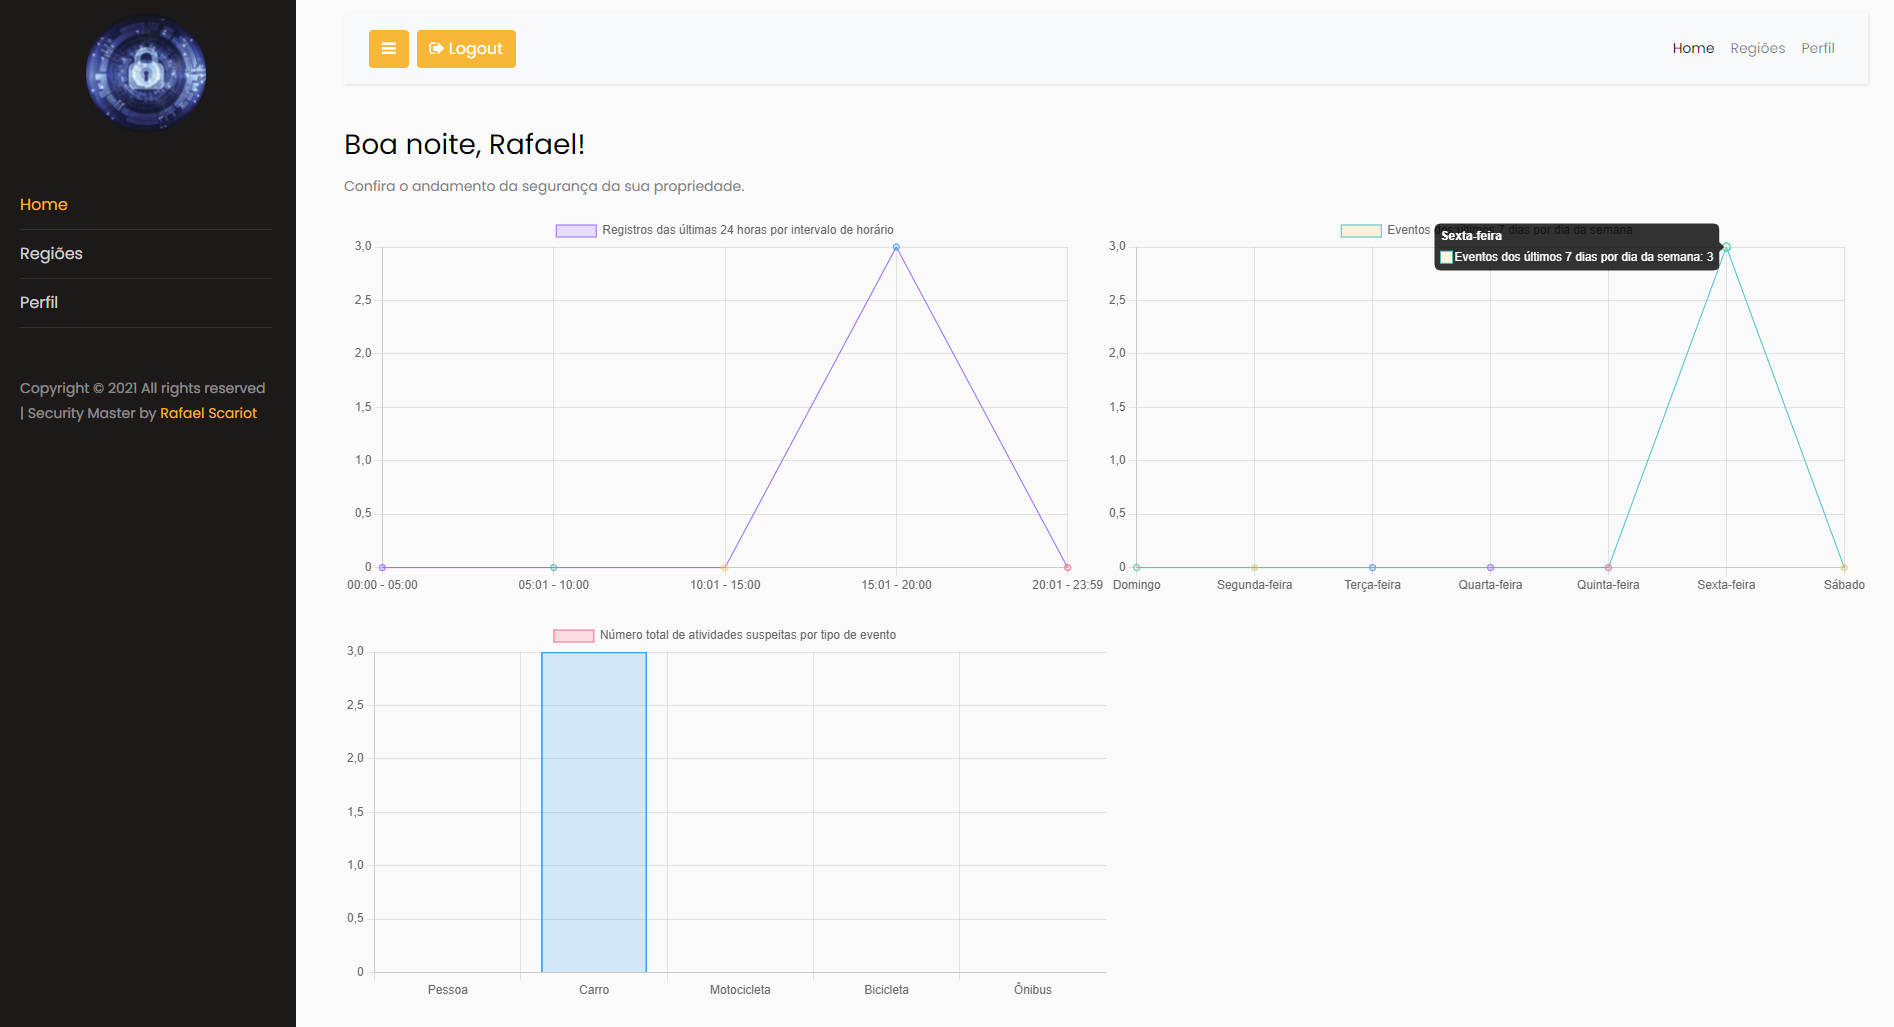 Home
Regiões
Perfil
Copyright © 2021 All rights reserved
| Security Master by Rafael Scariot
Logout
Home Regiões Perfil
Boa noite, Rafael!
Confira o andamento da segurança da sua propriedade.
Registros das últimas 24 horas por intervalo de horário
3,0
2,5
2,0
1,5
1,0
0,5
0
00:00 - 05:00 05:01 - 10:00 10:01 - 15:00 15:01 - 20:00 20:01 - 23:59
Eventos dos últimos 7 dias por dia da semana
Sexta-feira
Eventos dos últimos 7 dias por dia da semana: 3
3,0
2,5
2,0
1,5
1,0
0,5
0
Domingo Segunda-feira Terça-feira Quarta-feira Quinta-feira Sexta-feira Sábado
Número total de atividades suspeitas por tipo de evento
3,0
2,5
2,0
1,5
1,0
0,5
0
Pessoa Carro Motocicleta Bicicleta Ônibus